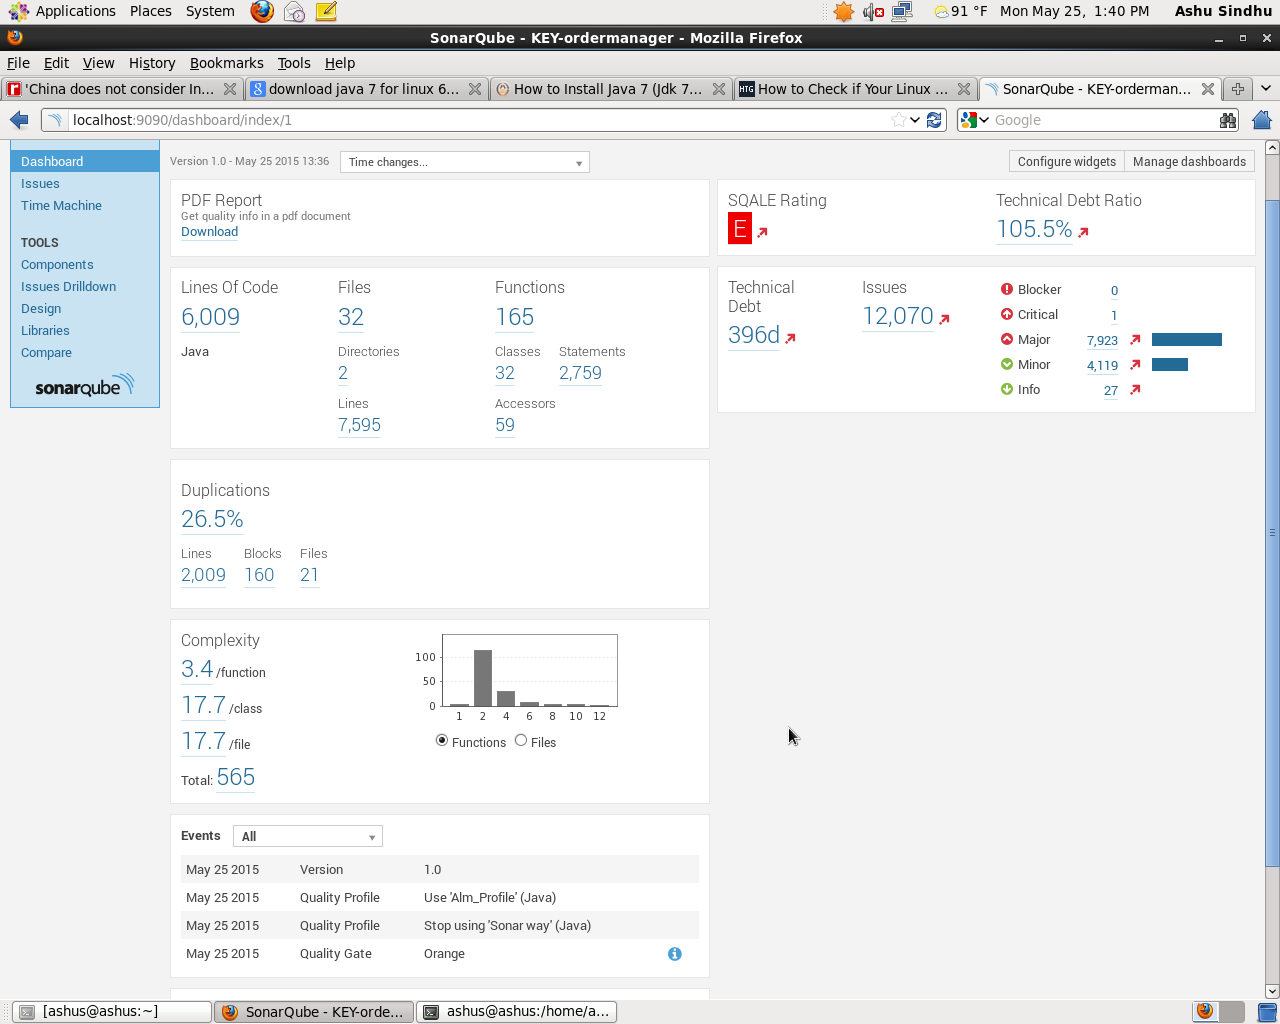 Applications Places System 91 °F Mon May 25, 1:40 PM Ashu Sindhu
SonarQube - KEY-ordermanager - Mozilla Firefox
File Edit View History Bookmarks Tools Help
'China does not consider In... download java 7 for linux 6... How to Install Java 7 (Jdk 7... HTG How to Check if Your Linux ... SonarQube - KEY-orderman...
localhost:9090/dashboard/index/1 Google
Dashboard
Issues
Time Machine
TOOLS
Components
Issues Drilldown
Design
Libraries
Compare
sonarqube
Version 1.0 - May 25 2015 13:36 Time changes... Configure widgets Manage dashboards
PDF Report
Get quality info in a pdf document
Download
Lines Of Code Files Functions
6,009 32 165
Java Directories Classes Statements
2 32 2,759
Lines Accessors
7,595 59
Duplications
26.5%
Lines Blocks Files
2,009 160 21
Complexity
3.4 /function
17.7 /class
17.7 /file
Total: 565
100
50
0
1 2 4 6 8 10 12
Functions Files
Events All
May 25 2015 Version 1.0
May 25 2015 Quality Profile Use 'Alm_Profile' (Java)
May 25 2015 Quality Profile Stop using 'Sonar way' (Java)
May 25 2015 Quality Gate Orange
SQALE Rating Technical Debt Ratio
E 105.5%
Technical Debt Issues
396d 12,070
Blocker 0
Critical 1
Major 7,923
Minor 4,119
Info 27
[ashus@ashus:~] SonarQube - KEY-orde... ashus@ashus:/home/a...